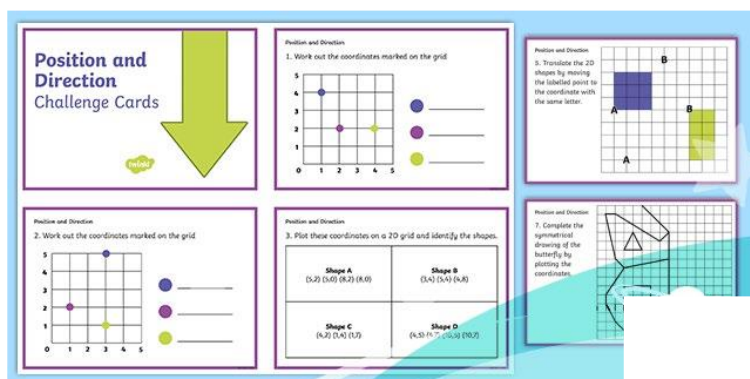 Position and
Direction
Challenge Cards
twinkl
Position and Direction
1. Work out the coordinates marked on the grid
5
4
3
2
1
0 1 2 3 4 5
Position and Direction
5. Translate the 2D
shapes by moving
the labelled point to
the coordinate with
the same letter.
B
A
B
A
Position and Direction
2. Work out the coordinates marked on the grid
5
4
3
2
1
0 1 2 3 4 5
Position and Direction
3. Plot these coordinates on a 2D grid and identify the shapes.
Shape A
(5,2) (5,0) (8,2) (8,0)
Shape B
(3,4) (5,4) (4,8)
Shape C
(4,2) (1,4) (1,7)
Shape D
(4,5)
(10,7)
Position and Direction
7. Complete the
symmetrical
drawing of the
butterfly by
plotting the
coordinates.